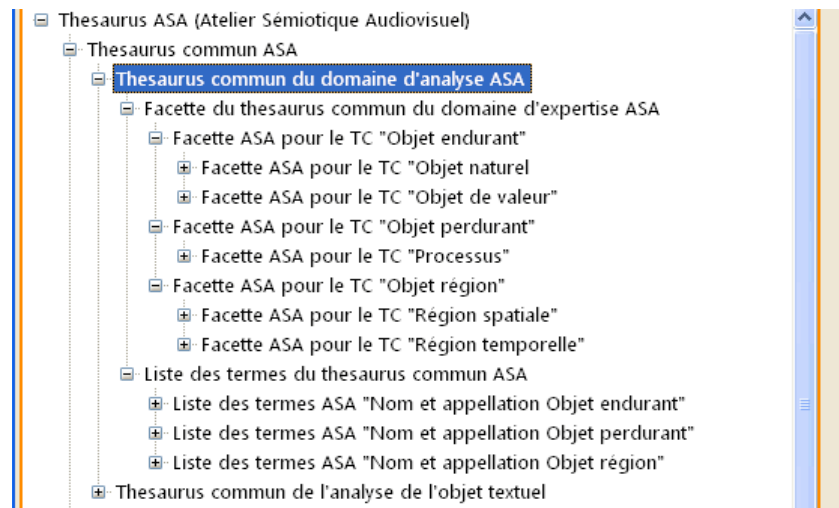 Thesaurus ASA (Atelier Sémiotique Audiovisuel)
Thesaurus commun ASA
Thesaurus commun du domaine d'analyse ASA
Facette du thesaurus commun du domaine d'expertise ASA
Facette ASA pour le TC "Objet endurant"
Facette ASA pour le TC "Objet naturel
Facette ASA pour le TC "Objet de valeur"
Facette ASA pour le TC "Objet perdurant"
Facette ASA pour le TC "Processus"
Facette ASA pour le TC "Objet région"
Facette ASA pour le TC "Région spatiale"
Facette ASA pour le TC "Région temporelle"
Liste des termes du thesaurus commun ASA
Liste des termes ASA "Nom et appellation Objet endurant"
Liste des termes ASA "Nom et appellation Objet perdurant"
Liste des termes ASA "Nom et appellation Objet région"
Thesaurus commun de l'analyse de l'objet textuel